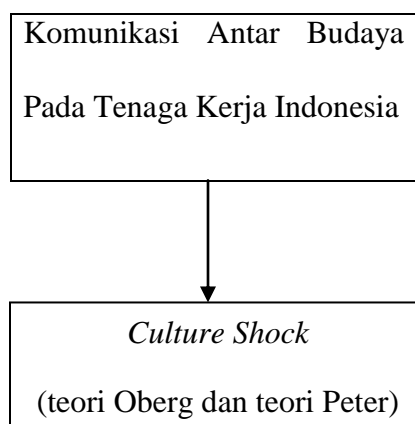 Komunikasi Antar Budaya
Pada Tenaga Kerja Indonesia
Culture Shock
(teori Oberg dan teori Peter)